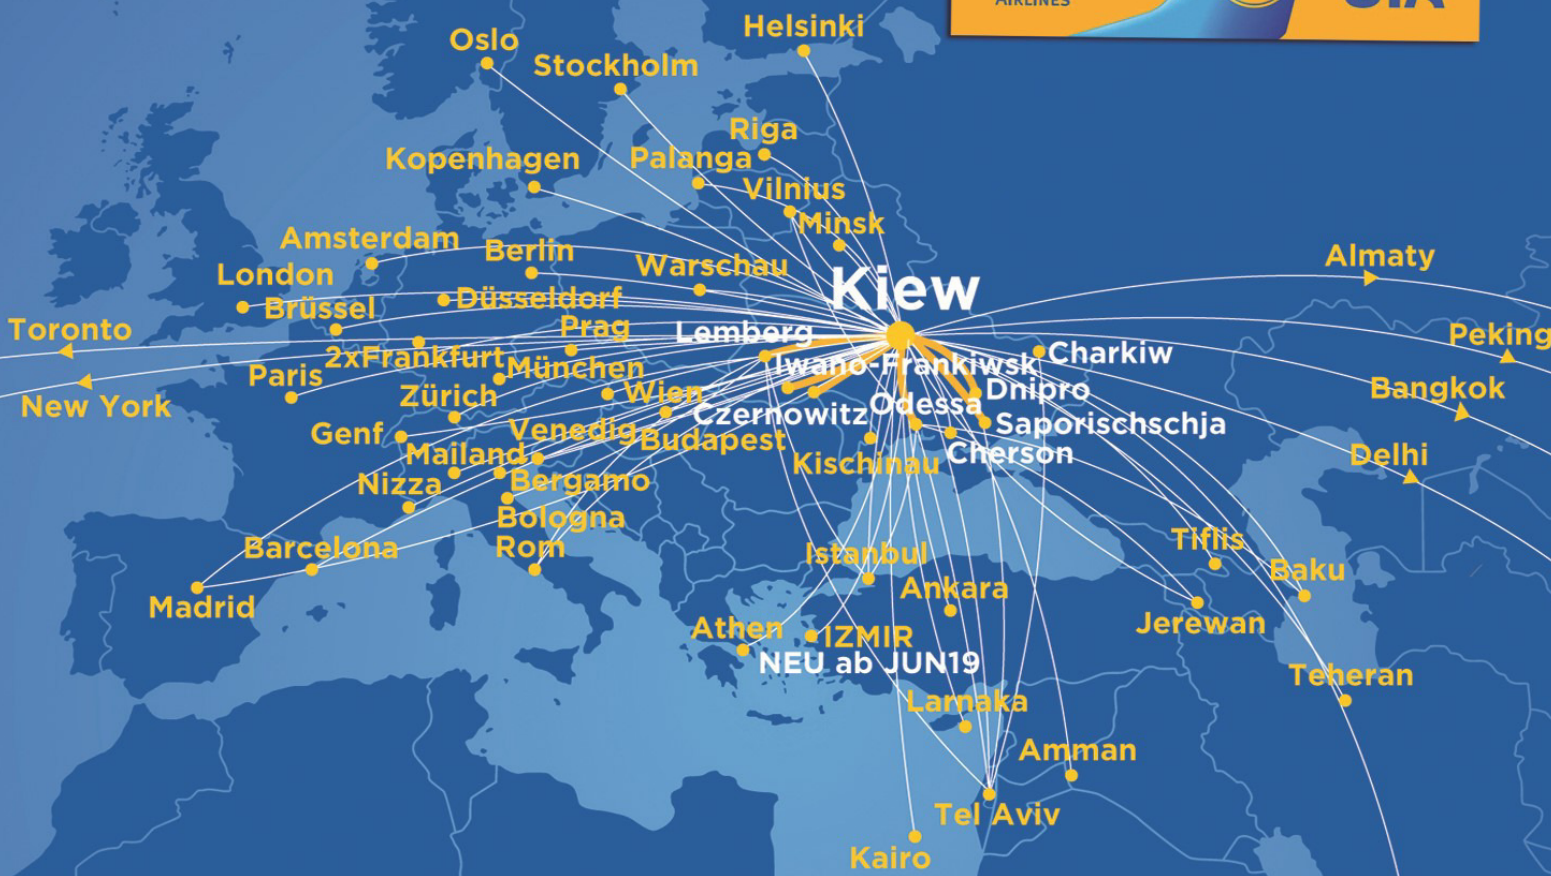 AIRLINES
Helsinki
Oslo
Stockholm
Riga
Kopenhagen
Palanga
Vilnius
Minsk
Amsterdam
Berlin
Almaty
London
Warschau
Kiew
Brüssel
Düsseldorf
Toronto
Prag
Lemberg
Peking
2xFrankfurt
Charkiw
Iwano-Frankiwsk
Paris
München
Zürich
Wien
Dnipro
Bangkok
New York
Czernowitz
Odessa
Saporischschja
Genf
Venedig
Budapest
Mailand
Cherson
Delhi
Kischinau
Nizza
Bergamo
Bologna
Barcelona
Rom
Istanbul
Tiflis
Baku
Ankara
Madrid
Jerewan
Athen
IZMIR
NEU ab JUN19
Teheran
Larnaka
Amman
Tel Aviv
Kairo